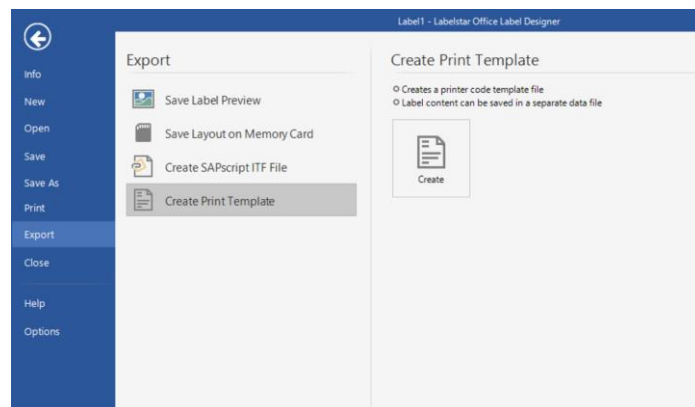 Label1 - Labelstar Office Label Designer
Info
New
Open
Save
Save As
Print
Export
Close
Help
Options
Export
Save Label Preview
Save Layout on Memory Card
Create SAPscript ITF File
Create Print Template
Create Print Template
Creates a printer code template file
Label content can be saved in a separate data file
Create